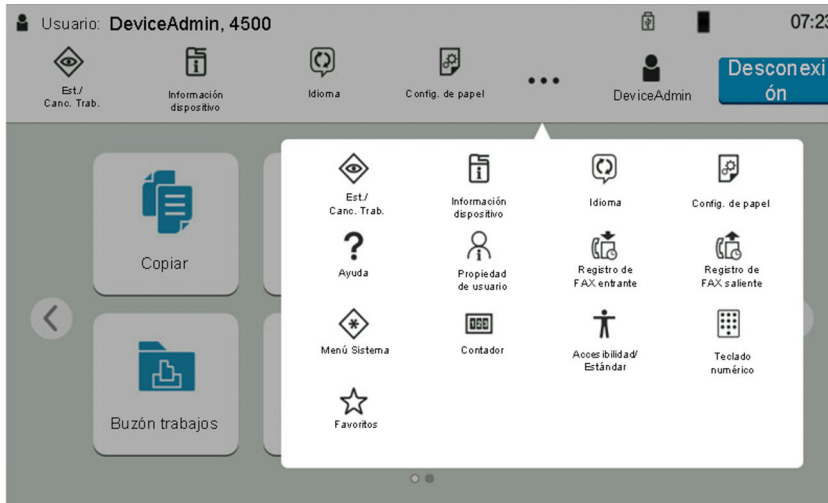 Usuario: DeviceAdmin, 4500
07:23
Est./
Canc. Trab.
Información
dispositivo
Idioma
Config. de papel
DeviceAdmin
Desconexi
ón
Est./
Canc. Trab.
Información
dispositivo
Idioma
Config. de papel
Ayuda
Propiedad
de usuario
Registro de
FAX entrante
Registro de
FAX saliente
Menú Sistema
123
Contador
Accesibilidad/
Estándar
Teclado
numérico
Favoritos
Copiar
Buzón trabajos